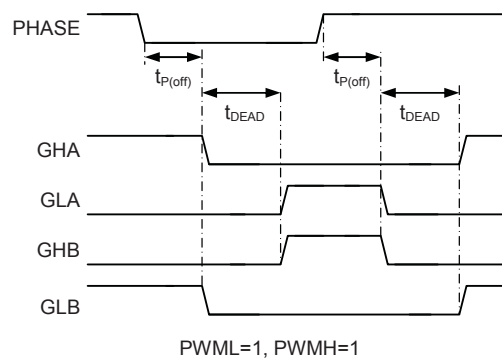 PHASE
tP(off)
tP(off)
tDEAD
tDEAD
GHA
GLA
GHB
GLB
PWML=1, PWMH=1